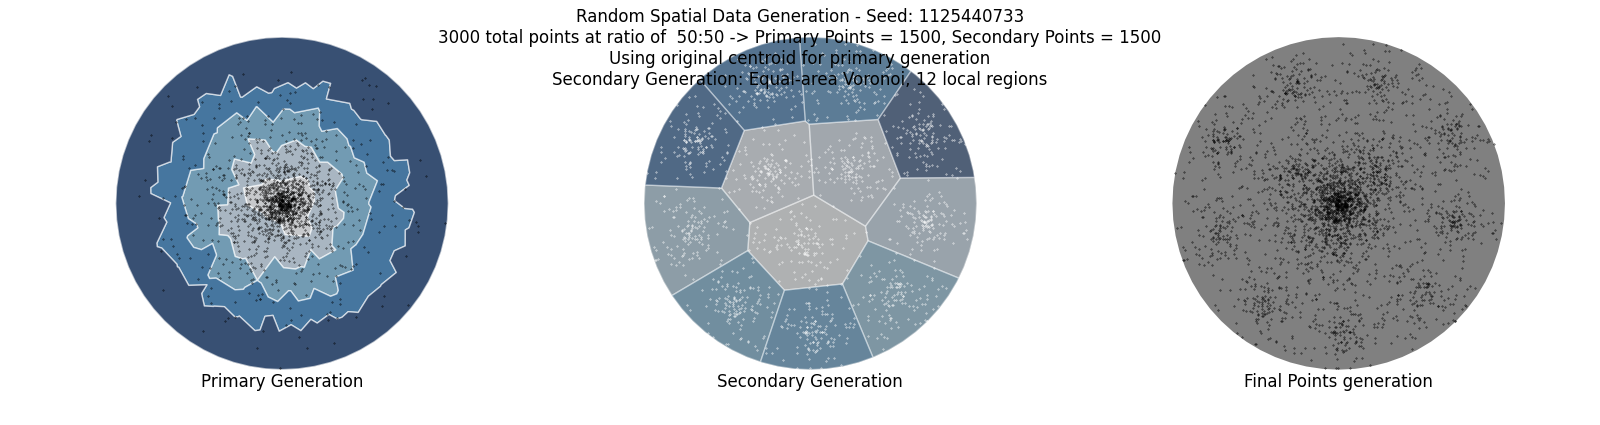 Random Spatial Data Generation - Seed: 1125440733
3000 total points at ratio of  50:50 -> Primary Points = 1500, Secondary Points = 1500
Using original centroid for primary generation
Secondary Generation: Equal-area Voronoi, 12 local regions
Primary Generation
Secondary Generation
Final Points generation